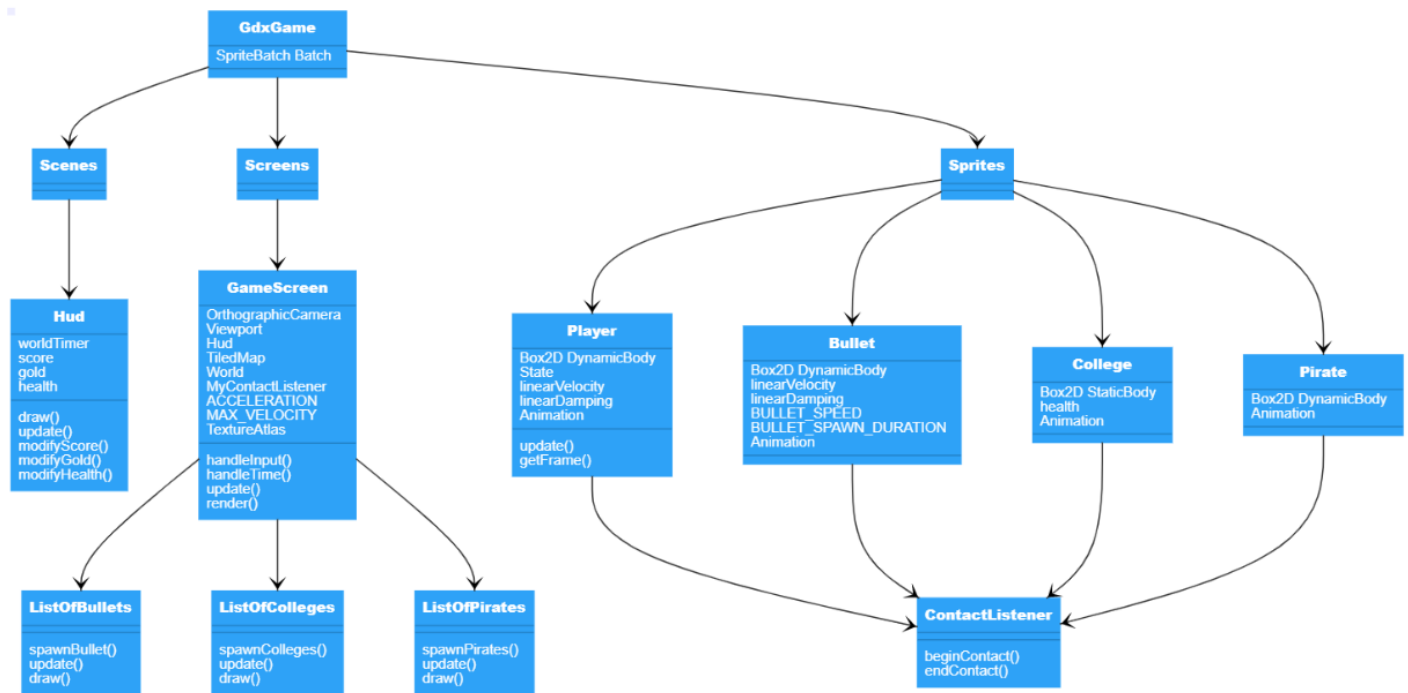 GdxGame
SpriteBatch Batch
Scenes
Screens
Sprites
Hud
worldTimer
score
gold
health
draw()
update()
modifyScore()
modifyGold()
modifyHealth()
GameScreen
OrthographicCamera
Viewport
Hud
TiledMap
World
MyContactListener
ACCELERATION
MAX_VELOCITY
TextureAtlas
handleInput()
handleTime()
update()
render()
Player
Box2D DynamicBody
State
linearVelocity
linearDamping
Animation
update()
getFrame()
Bullet
Box2D DynamicBody
linearVelocity
linearDamping
BULLET_SPEED
BULLET_SPAWN_DURATION
Animation
College
Box2D StaticBody
health
Animation
Pirate
Box2D DynamicBody
Animation
ListOfBullets
spawnBullet()
update()
draw()
ListOfColleges
spawnColleges()
update()
draw()
ListOfPirates
spawnPirates()
update()
draw()
ContactListener
beginContact()
endContact()